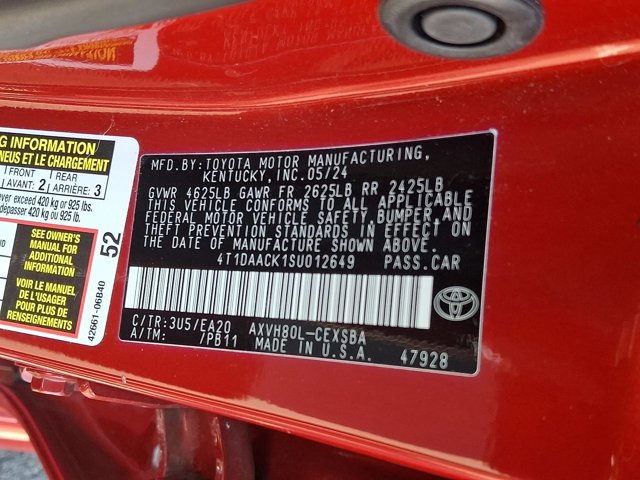 G INFORMATION
NEUS ET LE CHARGEMENT
FRONT REAR
AVANT: 2 ARRIÈRE: 3
ver exceed 420 kg or 925 lbs.
dépasser 420 kg ou 925 lb.
SEE OWNER'S
MANUAL FOR
ADDITIONAL
INFORMATION
VOIR LE MANUEL
DE L'USAGER
POUR PLUS DE
RENSEIGNEMENTS
52
42661-06B40
MFD.BY:TOYOTA MOTOR MANUFACTURING,
KENTUCKY,INC.05/24
GVWR 4625LB GAWR FR 2625LB RR 2425LB
THIS VEHICLE CONFORMS TO ALL APPLICABLE
FEDERAL MOTOR VEHICLE SAFETY,BUMPER,AND
THEFT PREVENTION STANDARDS IN EFFECT ON
THE DATE OF MANUFACTURE SHOWN ABOVE.
4T1DAACK1SU012649 PASS.CAR
C/TR:3U5/EA20 AXVH80L-CEXSBA
A/TM: /PB11 MADE IN U.S.A. 47928